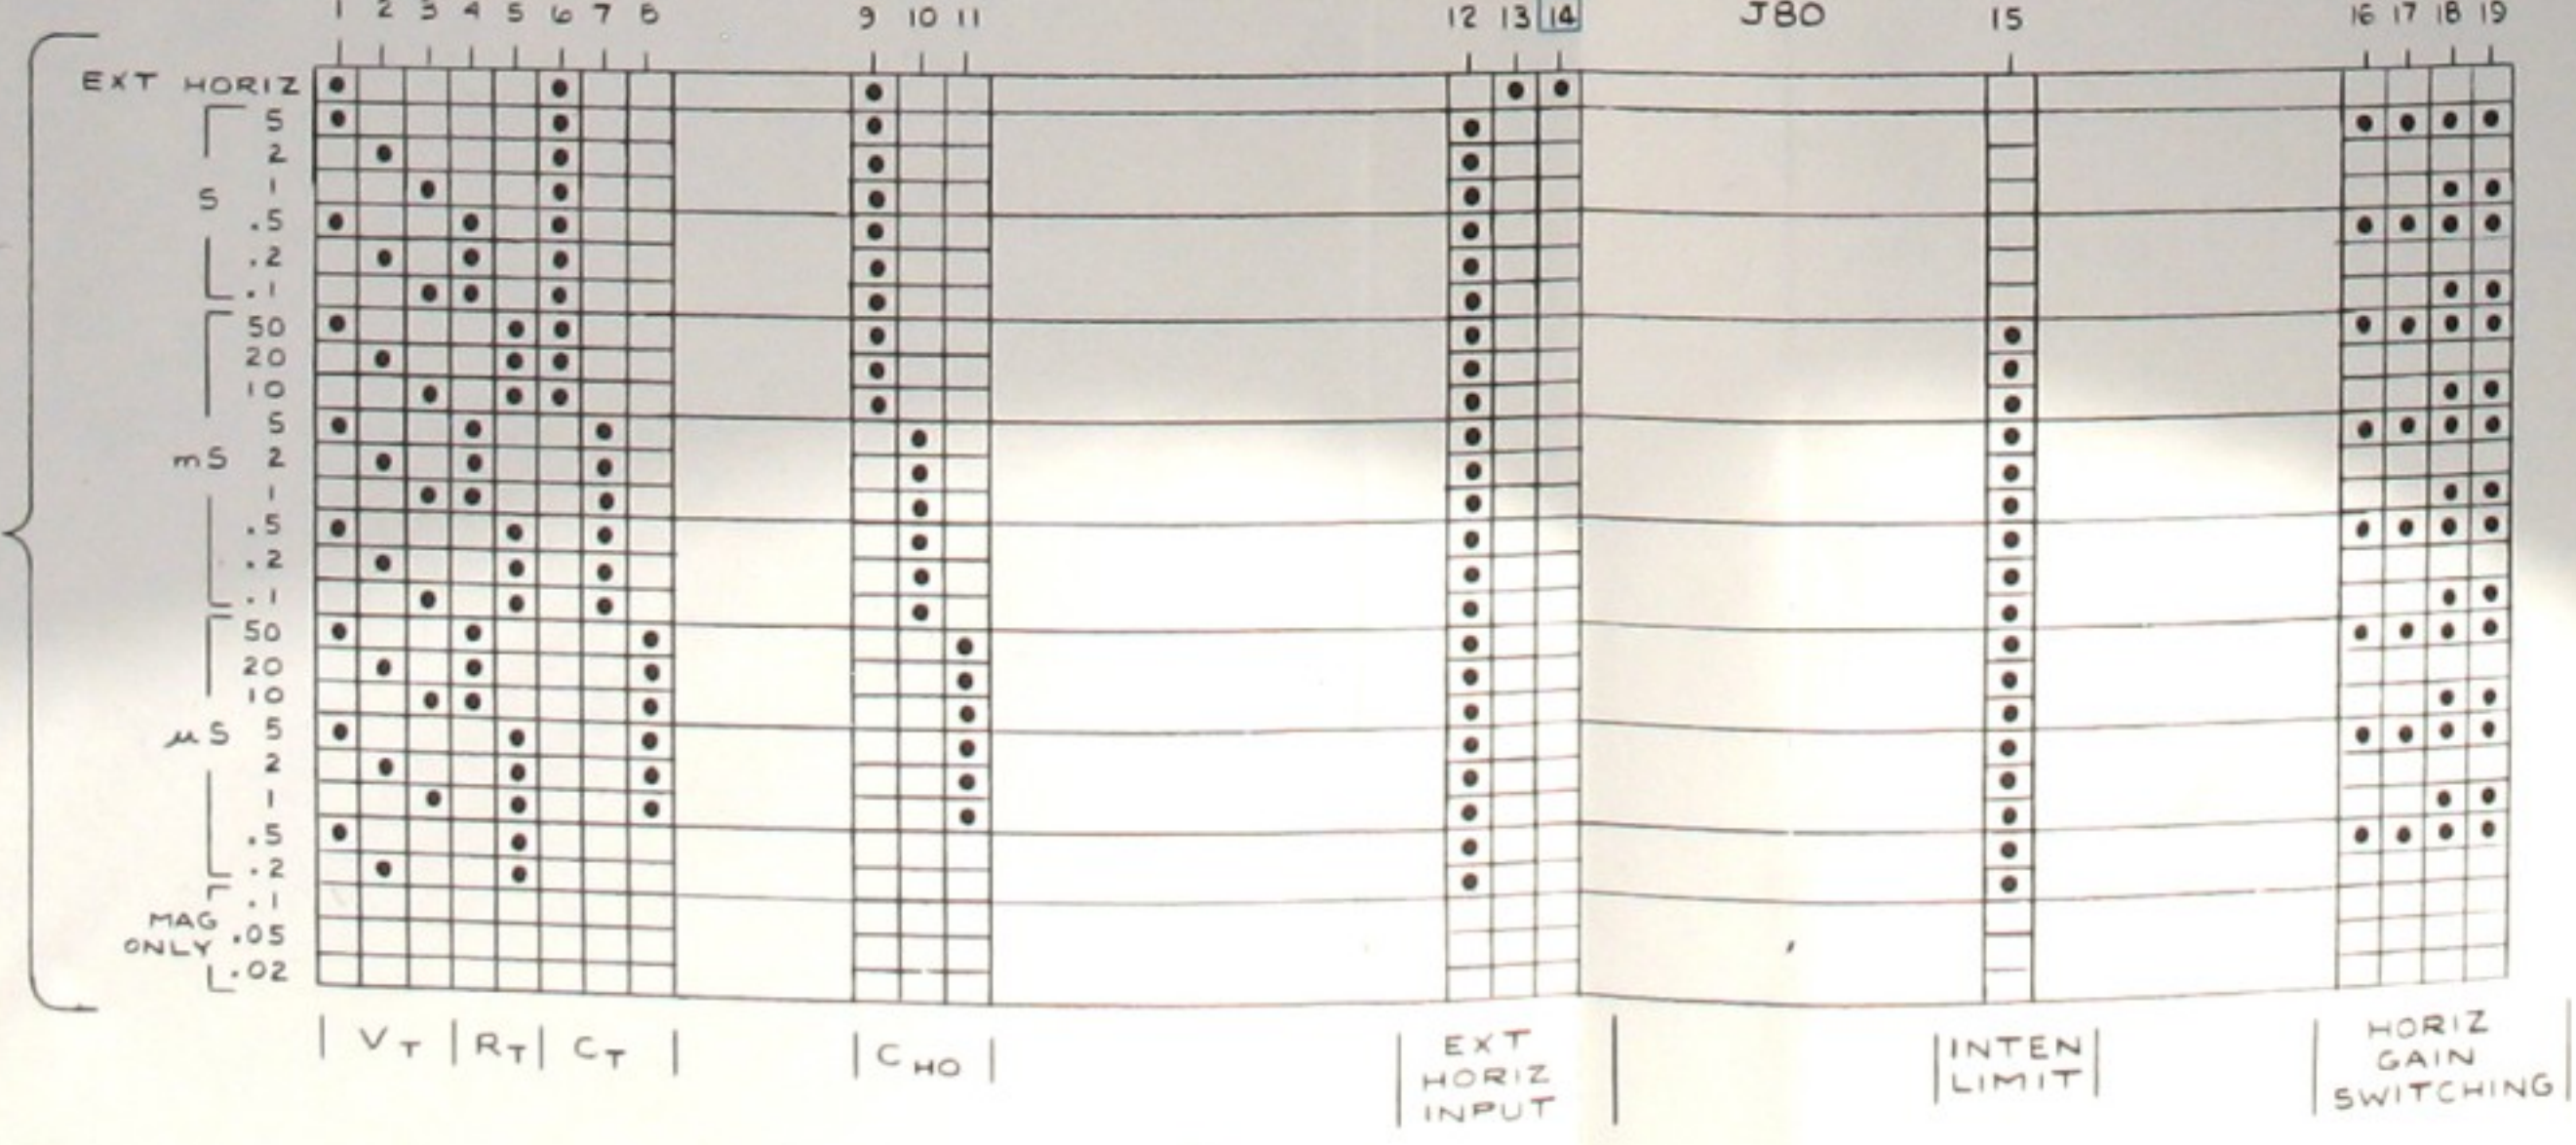 1 2 3 4 5 6 7 8 9 10 11 12 13 14 J80 15 16 17 18 19
EXT HORIZ
5
2
S 1
.5
.2
.1
50
20
10
5
mS 2
1
.5
.2
.1
50
20
10
µS 5
2
1
.5
.2
.1
MAG
ONLY .05
.02
VT RT CT CHO
EXT
HORIZ
INPUT
INTEN
LIMIT
HORIZ
GAIN
SWITCHING